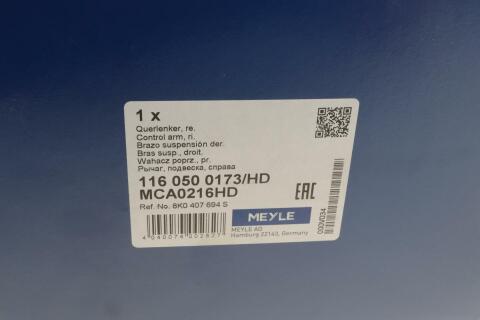 1 x
Querlenker, re.
Control arm, ri.
Brazo suspensión der.
Bras susp., droit.
Wahacz poprz., pr.
Рычаг, подвеска, справа
116 050 0173/HD
MCA0216HD
Ref. No. 8K0 407 694 S
EAC
MEYLE
MEYLE AG
Hamburg 22143, Germany
000V034